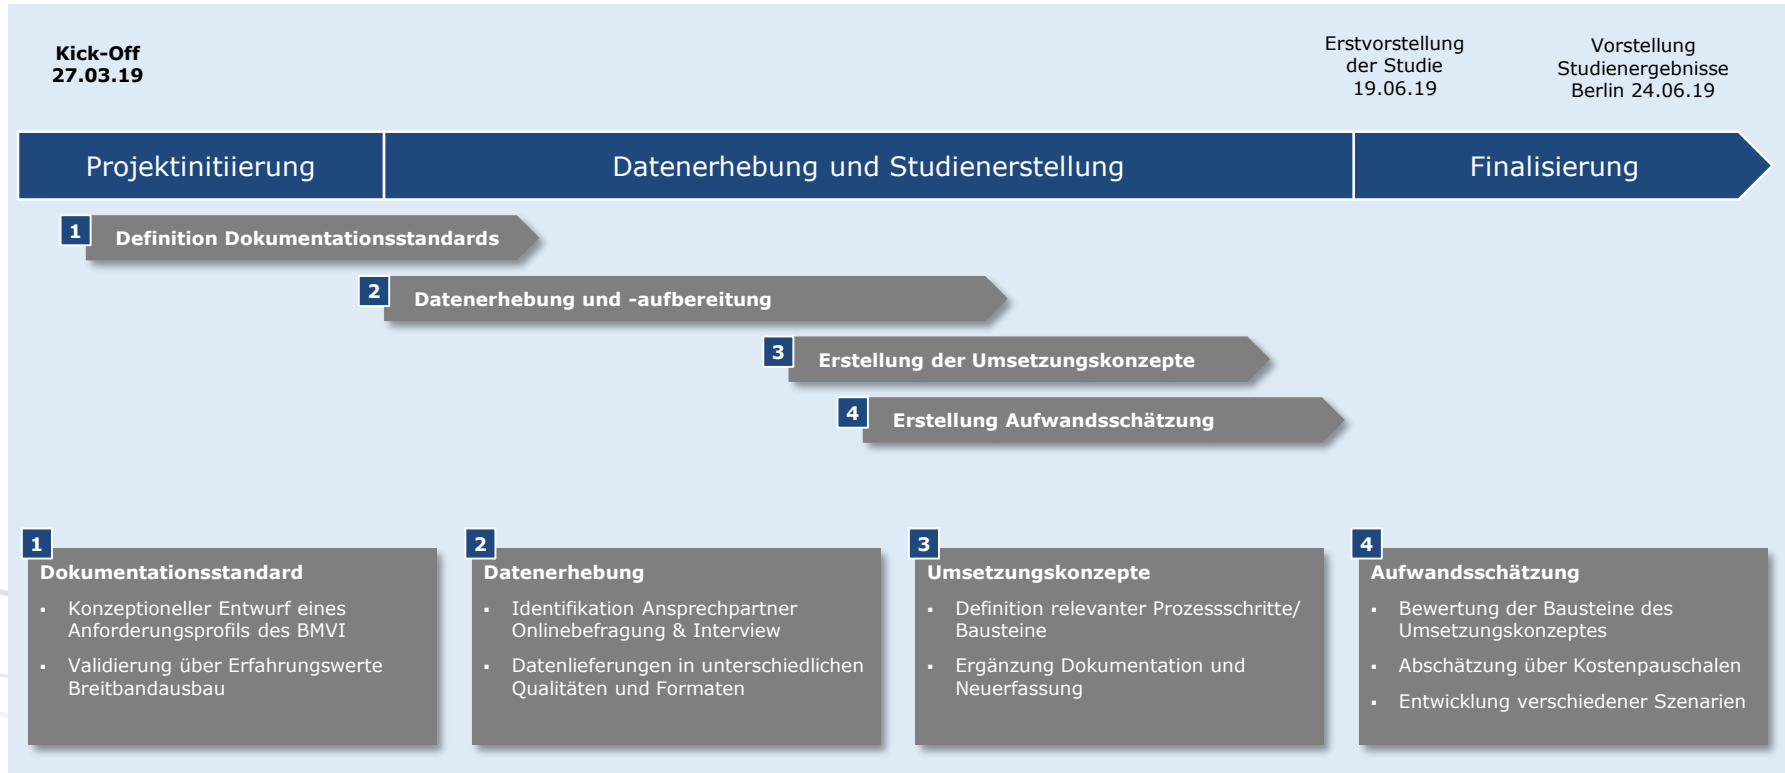 Kick-Off
27.03.19
Erstvorstellung
der Studie
19.06.19
Vorstellung
Studienergebnisse
Berlin 24.06.19
Projektinitiierung
Datenerhebung und Studienerstellung
Finalisierung
1
Definition Dokumentationsstandards
2
Datenerhebung und -aufbereitung
3
Erstellung der Umsetzungskonzepte
4
Erstellung Aufwandsschätzung
1
Dokumentationsstandard
▪ Konzeptioneller Entwurf eines
Anforderungsprofils des BMVI
▪ Validierung über Erfahrungswerte
Breitbandausbau
2
Datenerhebung
▪ Identifikation Ansprechpartner
Onlinebefragung & Interview
▪ Datenlieferungen in unterschiedlichen
Qualitäten und Formaten
3
Umsetzungskonzepte
▪ Definition relevanter Prozessschritte/
Bausteine
▪ Ergänzung Dokumentation und
Neuerfassung
4
Aufwandsschätzung
▪ Bewertung der Bausteine des
Umsetzungskonzeptes
▪ Abschätzung über Kostenpauschalen
▪ Entwicklung verschiedener Szenarien